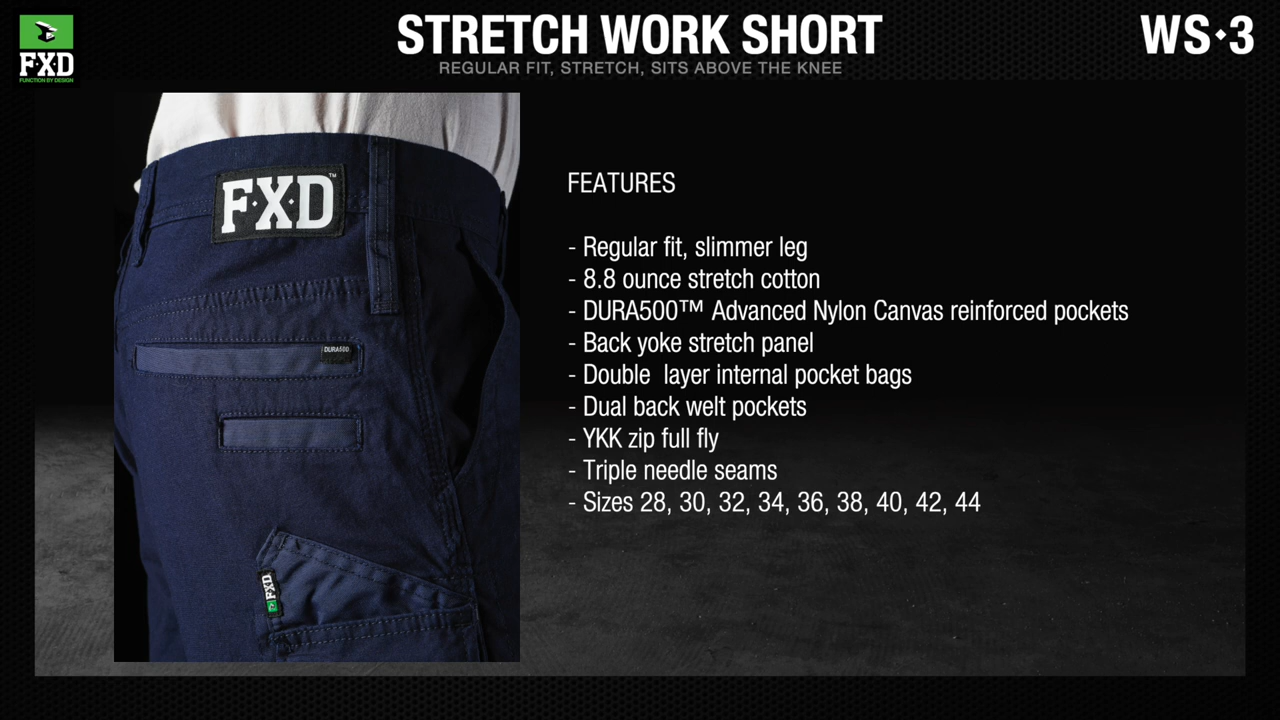 STRETCH WORK SHORT
REGULAR FIT, STRETCH, SITS ABOVE THE KNEE
WS·3
F·X·D
FUNCTION BY DESIGN
F·X·D™
DURA500
FXD
FEATURES
- Regular fit, slimmer leg
- 8.8 ounce stretch cotton
- DURA500™ Advanced Nylon Canvas reinforced pockets
- Back yoke stretch panel
- Double  layer internal pocket bags
- Dual back welt pockets
- YKK zip full fly
- Triple needle seams
- Sizes 28, 30, 32, 34, 36, 38, 40, 42, 44